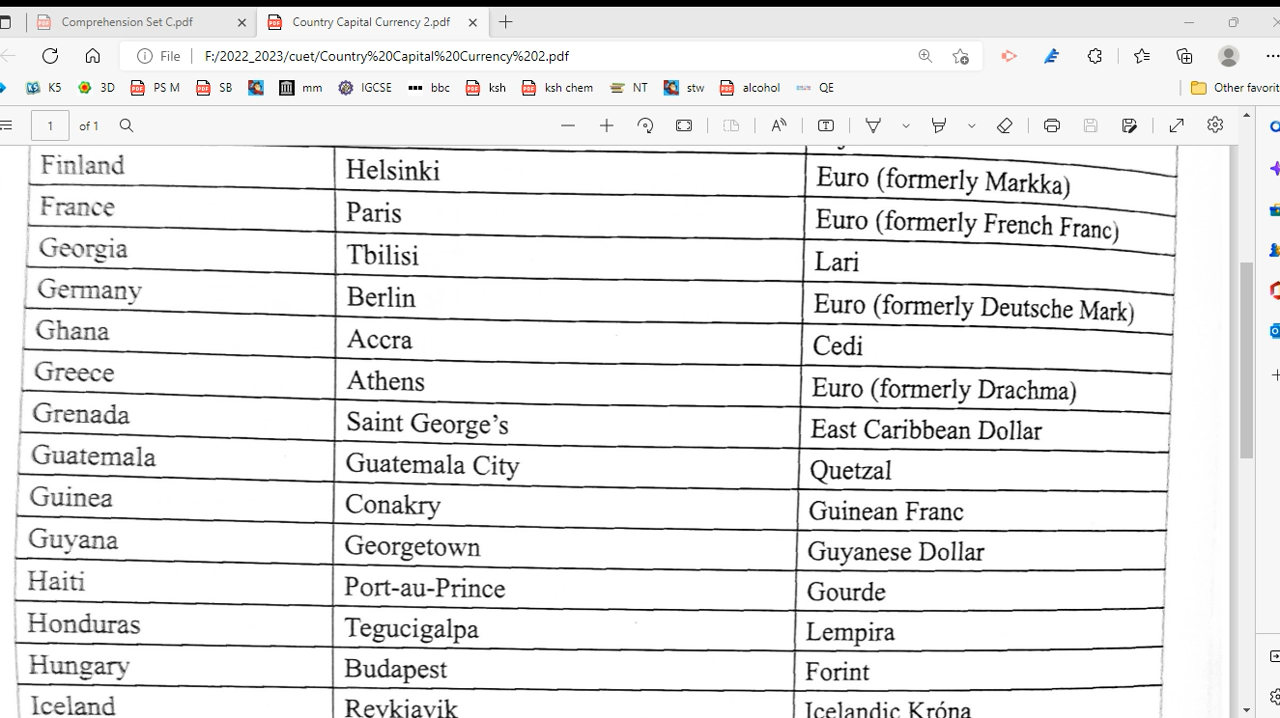 Comprehension Set C.pdf
Country Capital Currency 2.pdf
File
F:/2022_2023/cuet/Country%20Capital%20Currency%202.pdf
K5 3D PS M SB mm IGCSE bbc ksh ksh chem NT stw alcohol QE Other favorit
1 of 1
Finland Helsinki Euro (formerly Markka)
France Paris Euro (formerly French Franc)
Georgia Tbilisi Lari
Germany Berlin Euro (formerly Deutsche Mark)
Ghana Accra Cedi
Greece Athens Euro (formerly Drachma)
Grenada Saint George's East Caribbean Dollar
Guatemala Guatemala City Quetzal
Guinea Conakry Guinean Franc
Guyana Georgetown Guyanese Dollar
Haiti Port-au-Prince Gourde
Honduras Tegucigalpa Lempira
Hungary Budapest Forint
Iceland Reykjavik Icelandic Króna